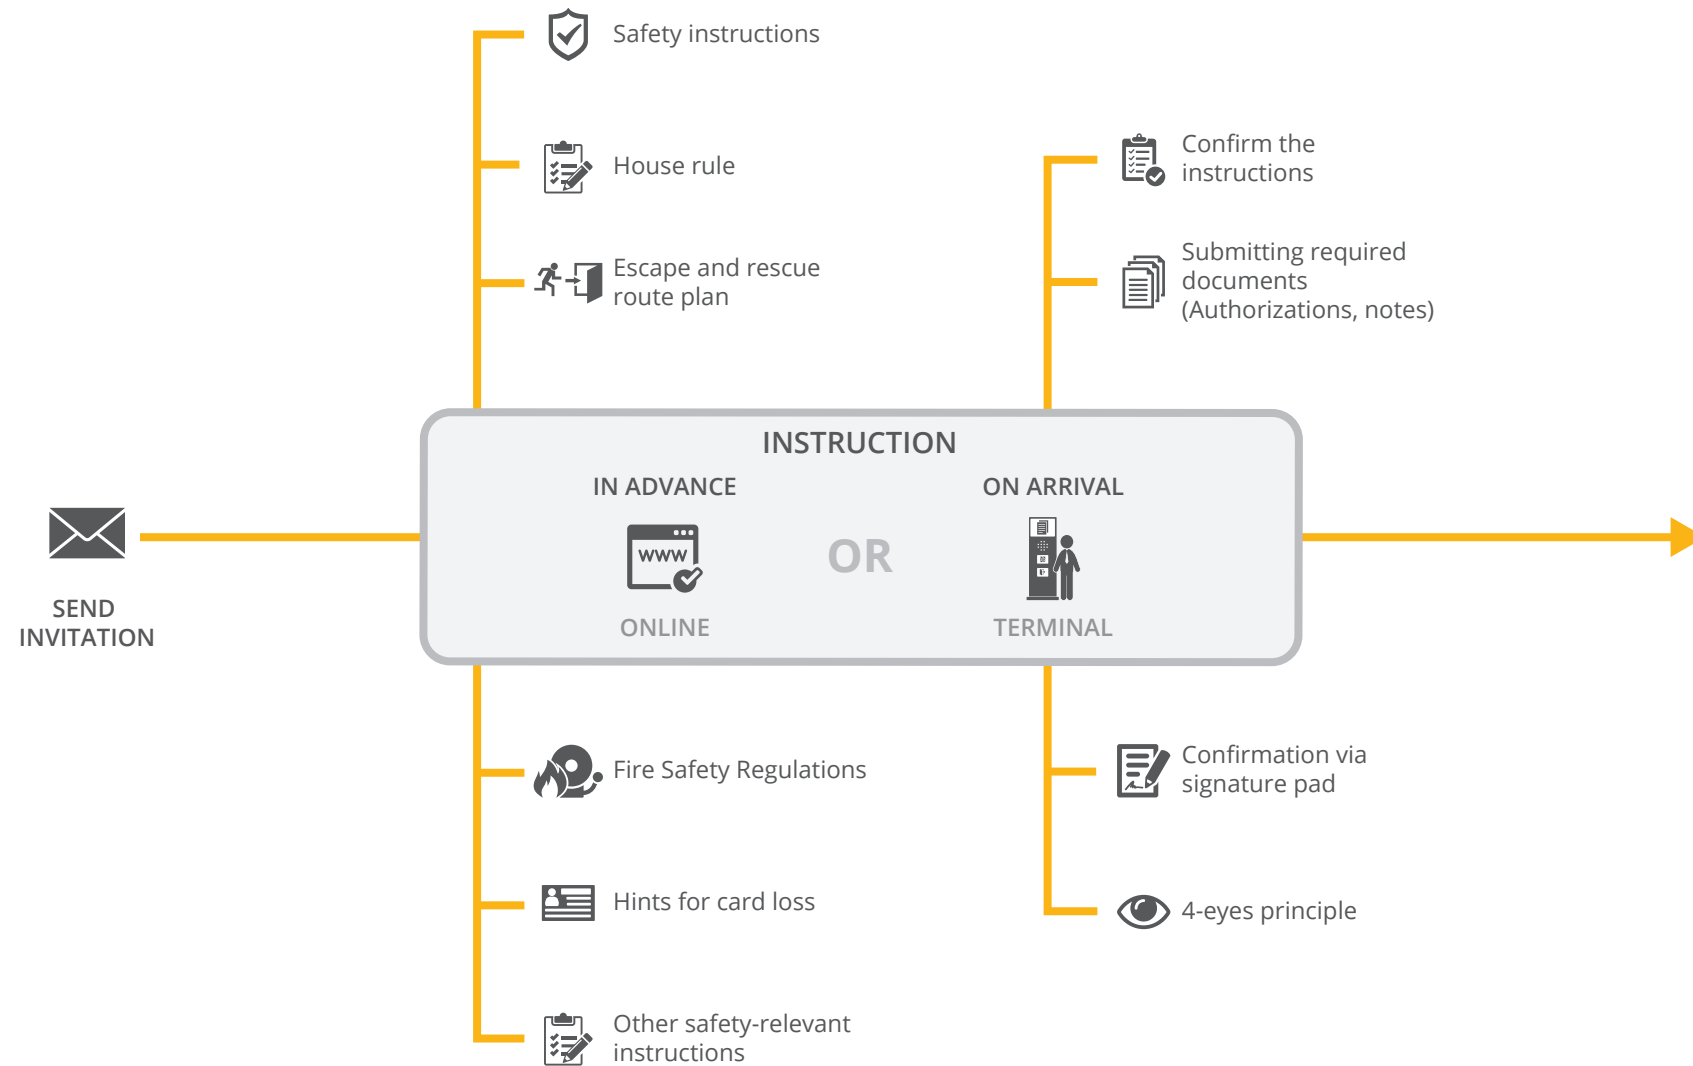 Safety instructions
House rule
Escape and rescue
route plan
Confirm the
instructions
Submitting required
documents
(Authorizations, notes)
SEND
INVITATION
INSTRUCTION
IN ADVANCE
www
ONLINE
OR
ON ARRIVAL
TERMINAL
Fire Safety Regulations
Hints for card loss
Other safety-relevant
instructions
Confirmation via
signature pad
4-eyes principle